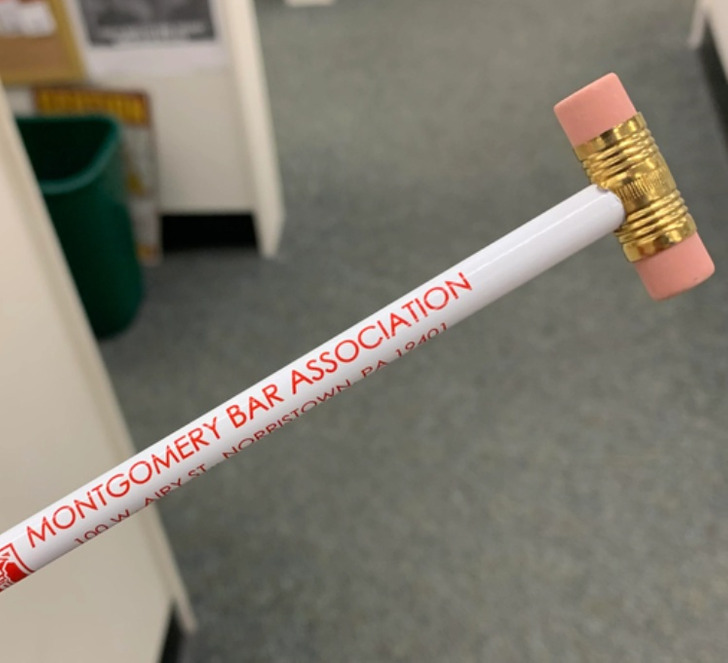 MONTGOMERY BAR ASSOCIATION
100 W. AIRY ST. NORRISTOWN, PA 19401